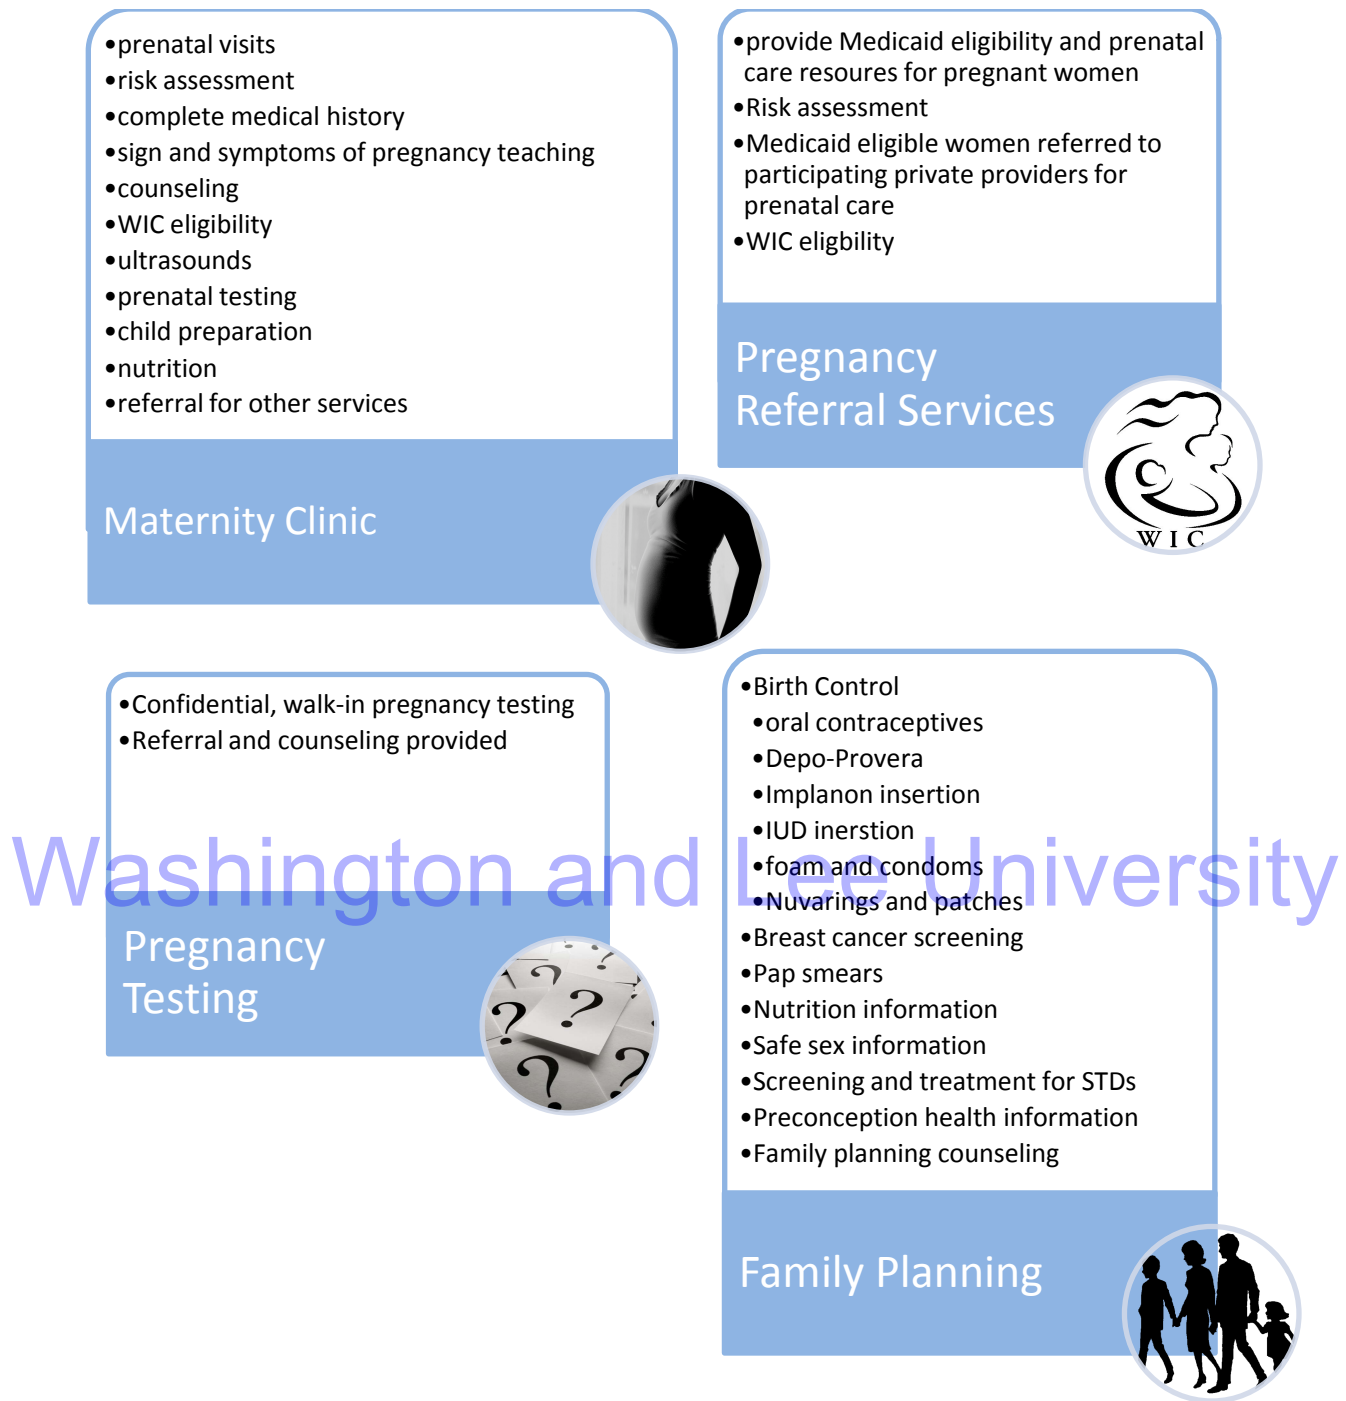 •prenatal visits
•risk assessment
•complete medical history
•sign and symptoms of pregnancy teaching
•counseling
•WIC eligibility
•ultrasounds
•prenatal testing
•child preparation
•nutrition
•referral for other services
Maternity Clinic
•provide Medicaid eligibility and prenatal
care resoures for pregnant women
•Risk assessment
•Medicaid eligible women referred to
participating private providers for
prenatal care
•WIC eligbility
Pregnancy
Referral Services
WIC
•Confidential, walk-in pregnancy testing
•Referral and counseling provided
Pregnancy
Testing
? ? ? ? ? ? ?
•Birth Control
•oral contraceptives
•Depo-Provera
•Implanon insertion
•IUD inerstion
•foam and condoms
•Nuvarings and patches
•Breast cancer screening
•Pap smears
•Nutrition information
•Safe sex information
•Screening and treatment for STDs
•Preconception health information
•Family planning counseling
Family Planning
Washington and Lee University